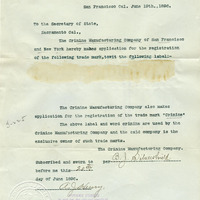 San Francisco Cal. June 19th., 1896.
To the Secretary of State,
Sacramento Cal.,
The Crinine Manufacturing Company of San Francisco
and New York hereby makes application for the registration
of the following trade mark, towit the following label:-
The Crinine Manufacturing Company also makes
application for the registration of the trade mark "Crinine"
The above label and word Crinine are used by the
Crinine Manufacturing Company and the said company is the
exclusive owner of such trade marks.
The Crinine Manufacturing Company.
Subscribed and sworn to
before me this 20th
day of June 1896.